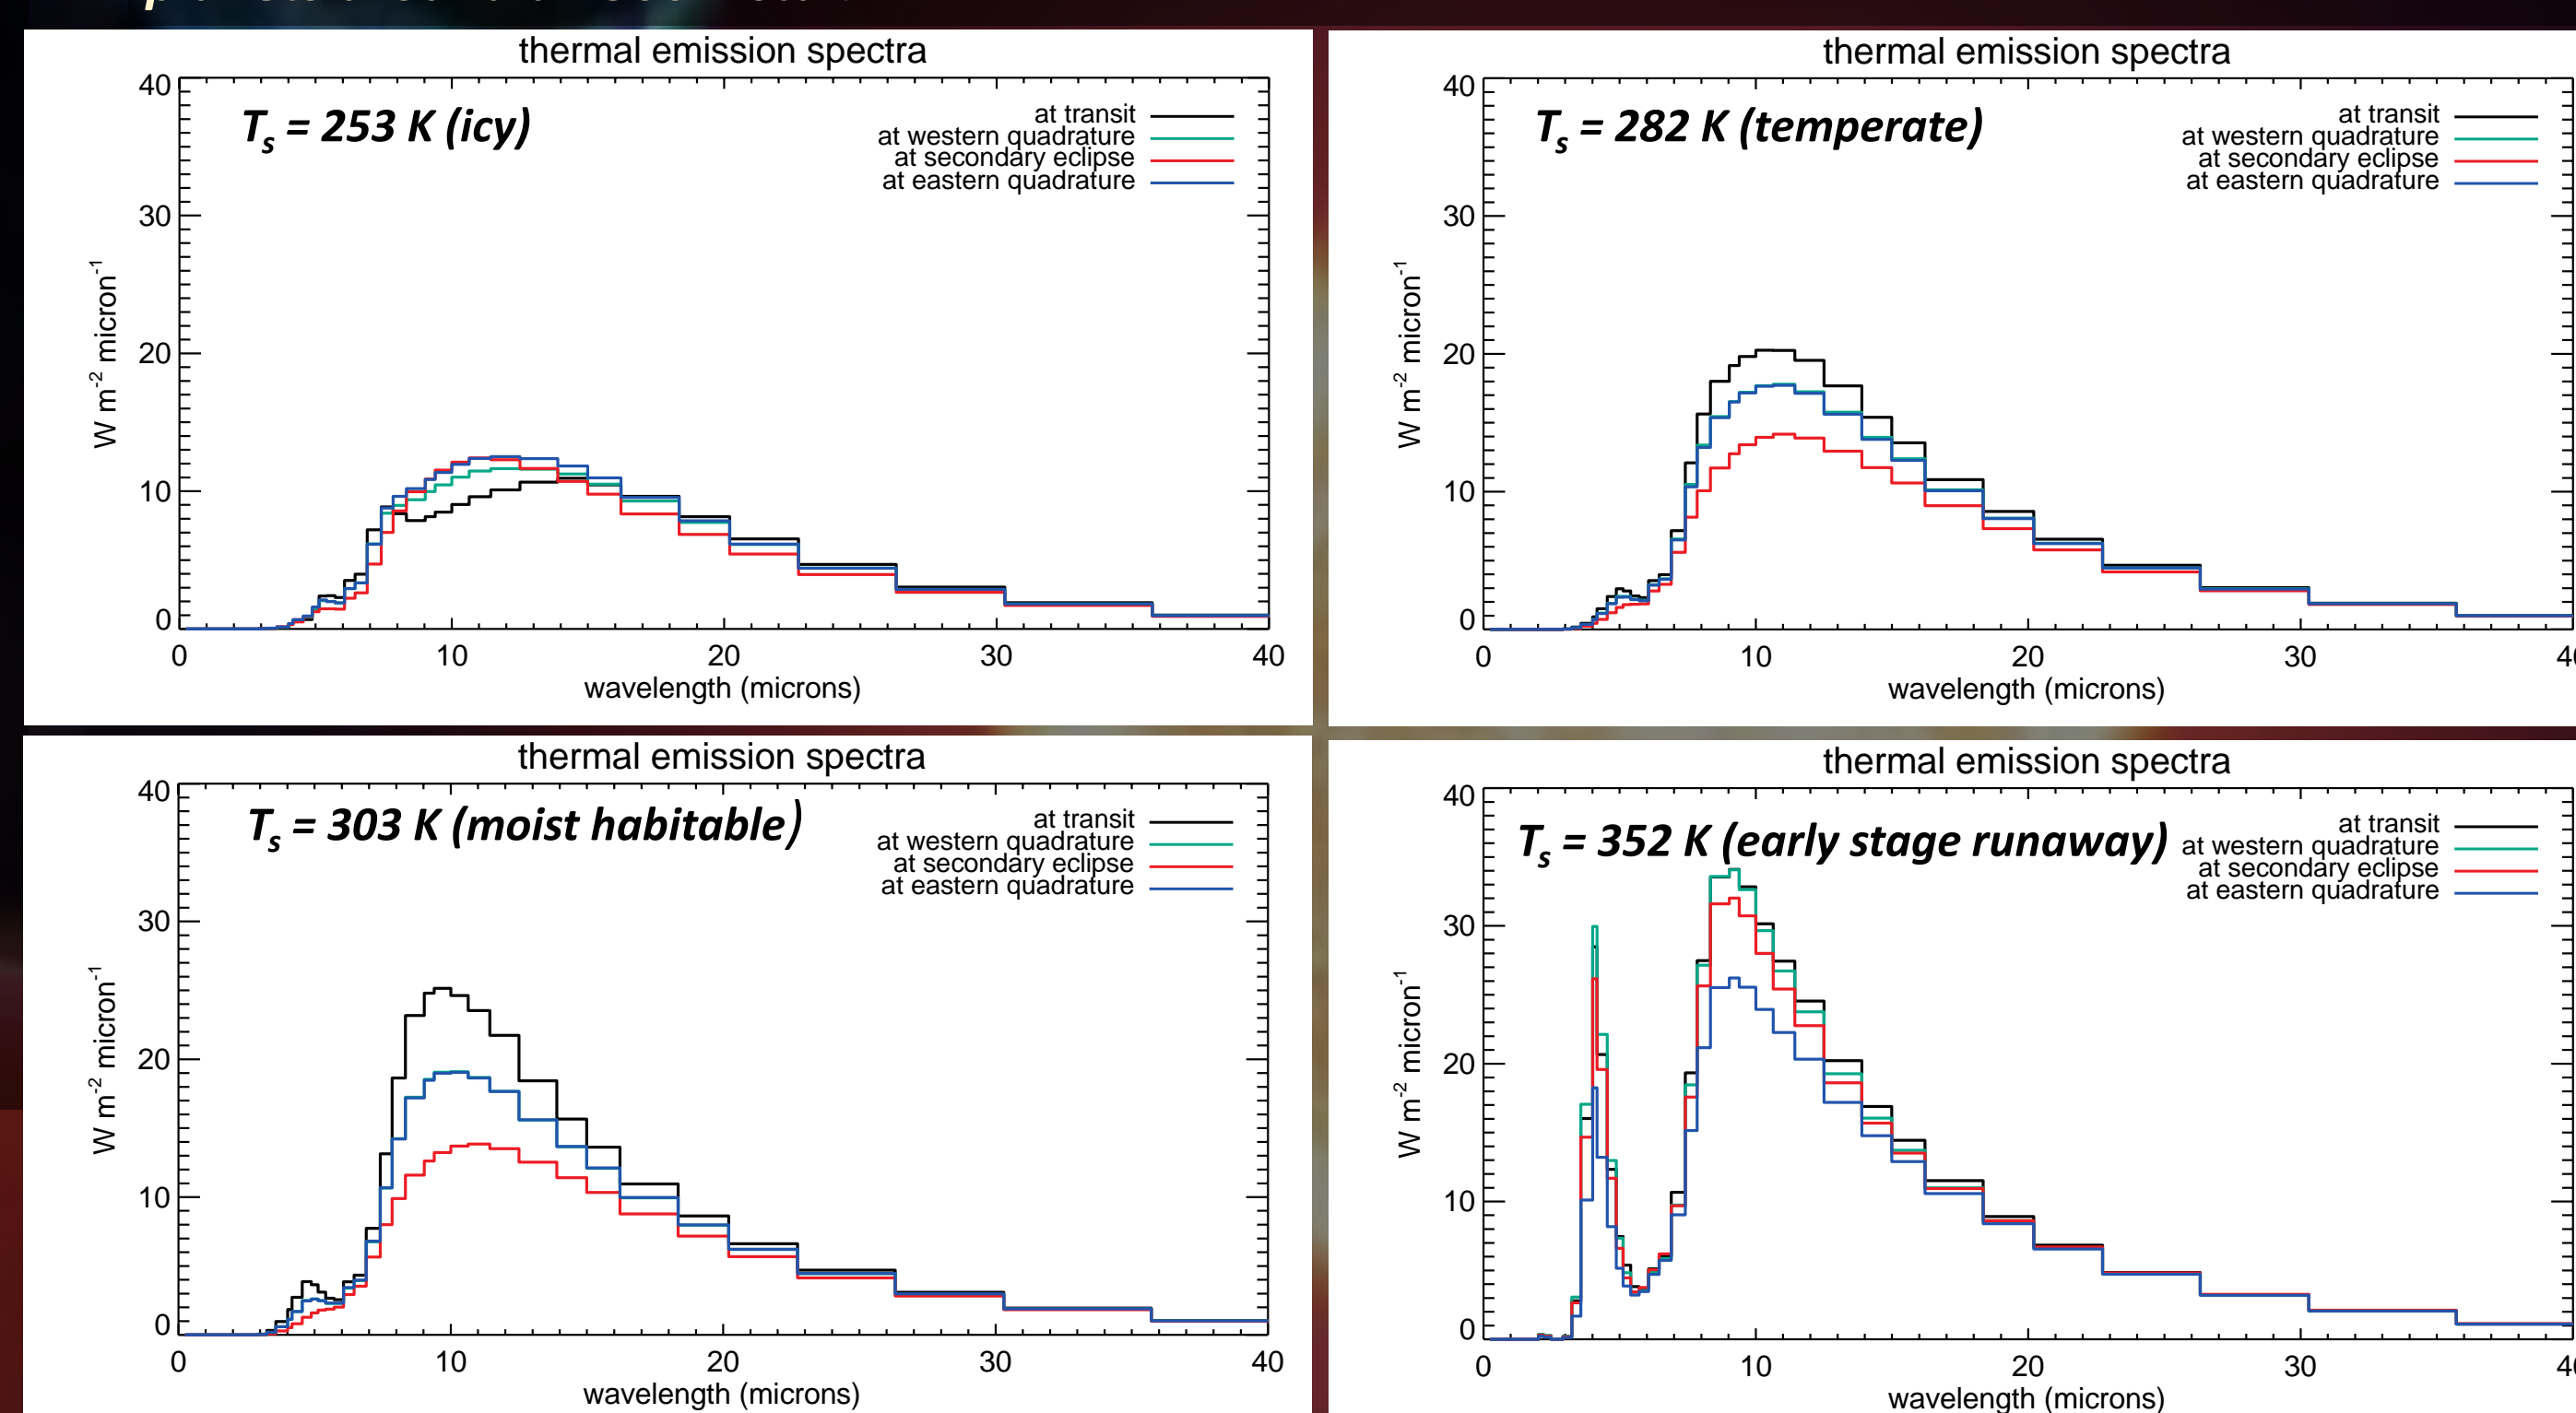 thermal emission spectra
T_s = 253 K (icy)
at transit
at western quadrature
at secondary eclipse
at eastern quadrature
40
30
20
10
0
W m^-2 micron^-1
0 10 20 30 40
wavelength (microns)
thermal emission spectra
T_s = 282 K (temperate)
at transit
at western quadrature
at secondary eclipse
at eastern quadrature
40
30
20
10
0
W m^-2 micron^-1
0 10 20 30
wavelength (microns)
thermal emission spectra
T_s = 303 K (moist habitable)
at transit
at western quadrature
at secondary eclipse
at eastern quadrature
40
30
20
10
0
W m^-2 micron^-1
0 10 20 30 40
wavelength (microns)
thermal emission spectra
T_s = 352 K (early stage runaway)
at transit
at western quadrature
at secondary eclipse
at eastern quadrature
40
30
20
10
0
W m^-2 micron^-1
0 10 20 30
wavelength (microns)